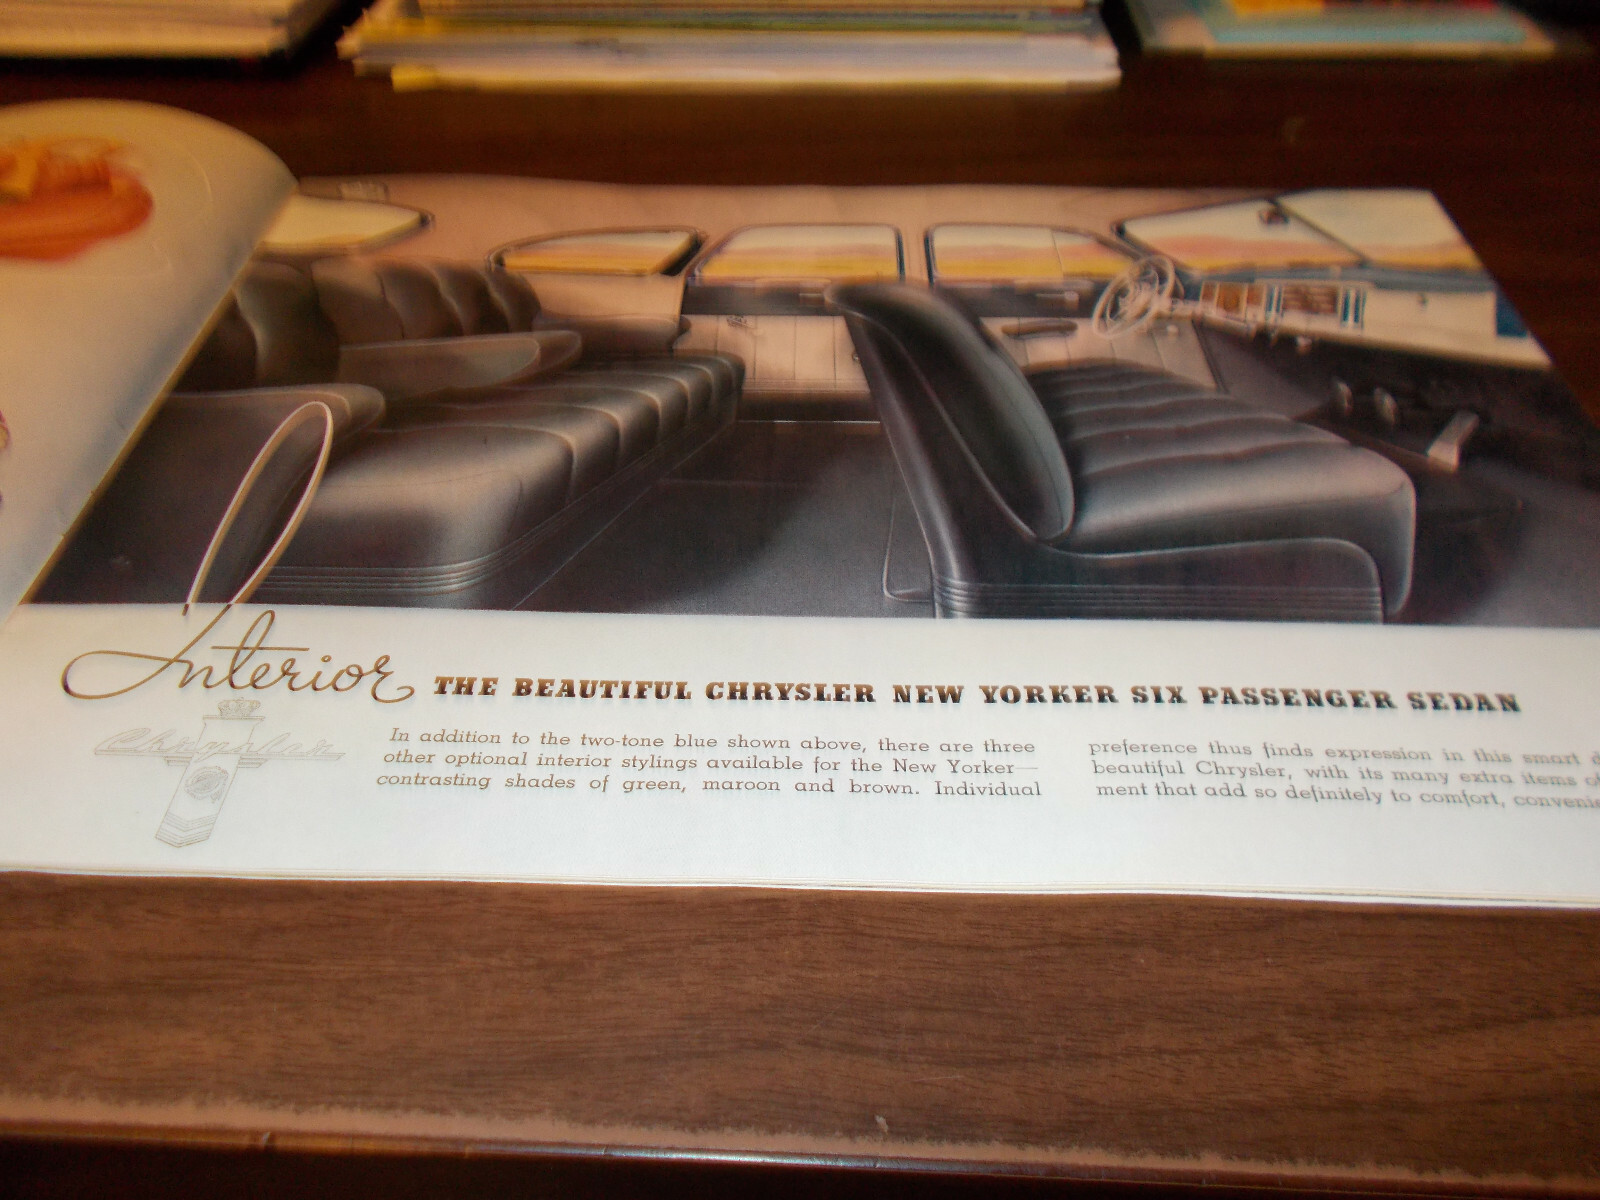 Interior THE BEAUTIFUL CHRYSLER NEW YORKER SIX PASSENGER SEDAN
Chrysler
In addition to the two-tone blue shown above, there are three
other optional interior stylings available for the New Yorker—
contrasting shades of green, maroon and brown. Individual
preference thus finds expression in this smart
beautiful Chrysler, with its many extra items of
ment that add so definitely to comfort,